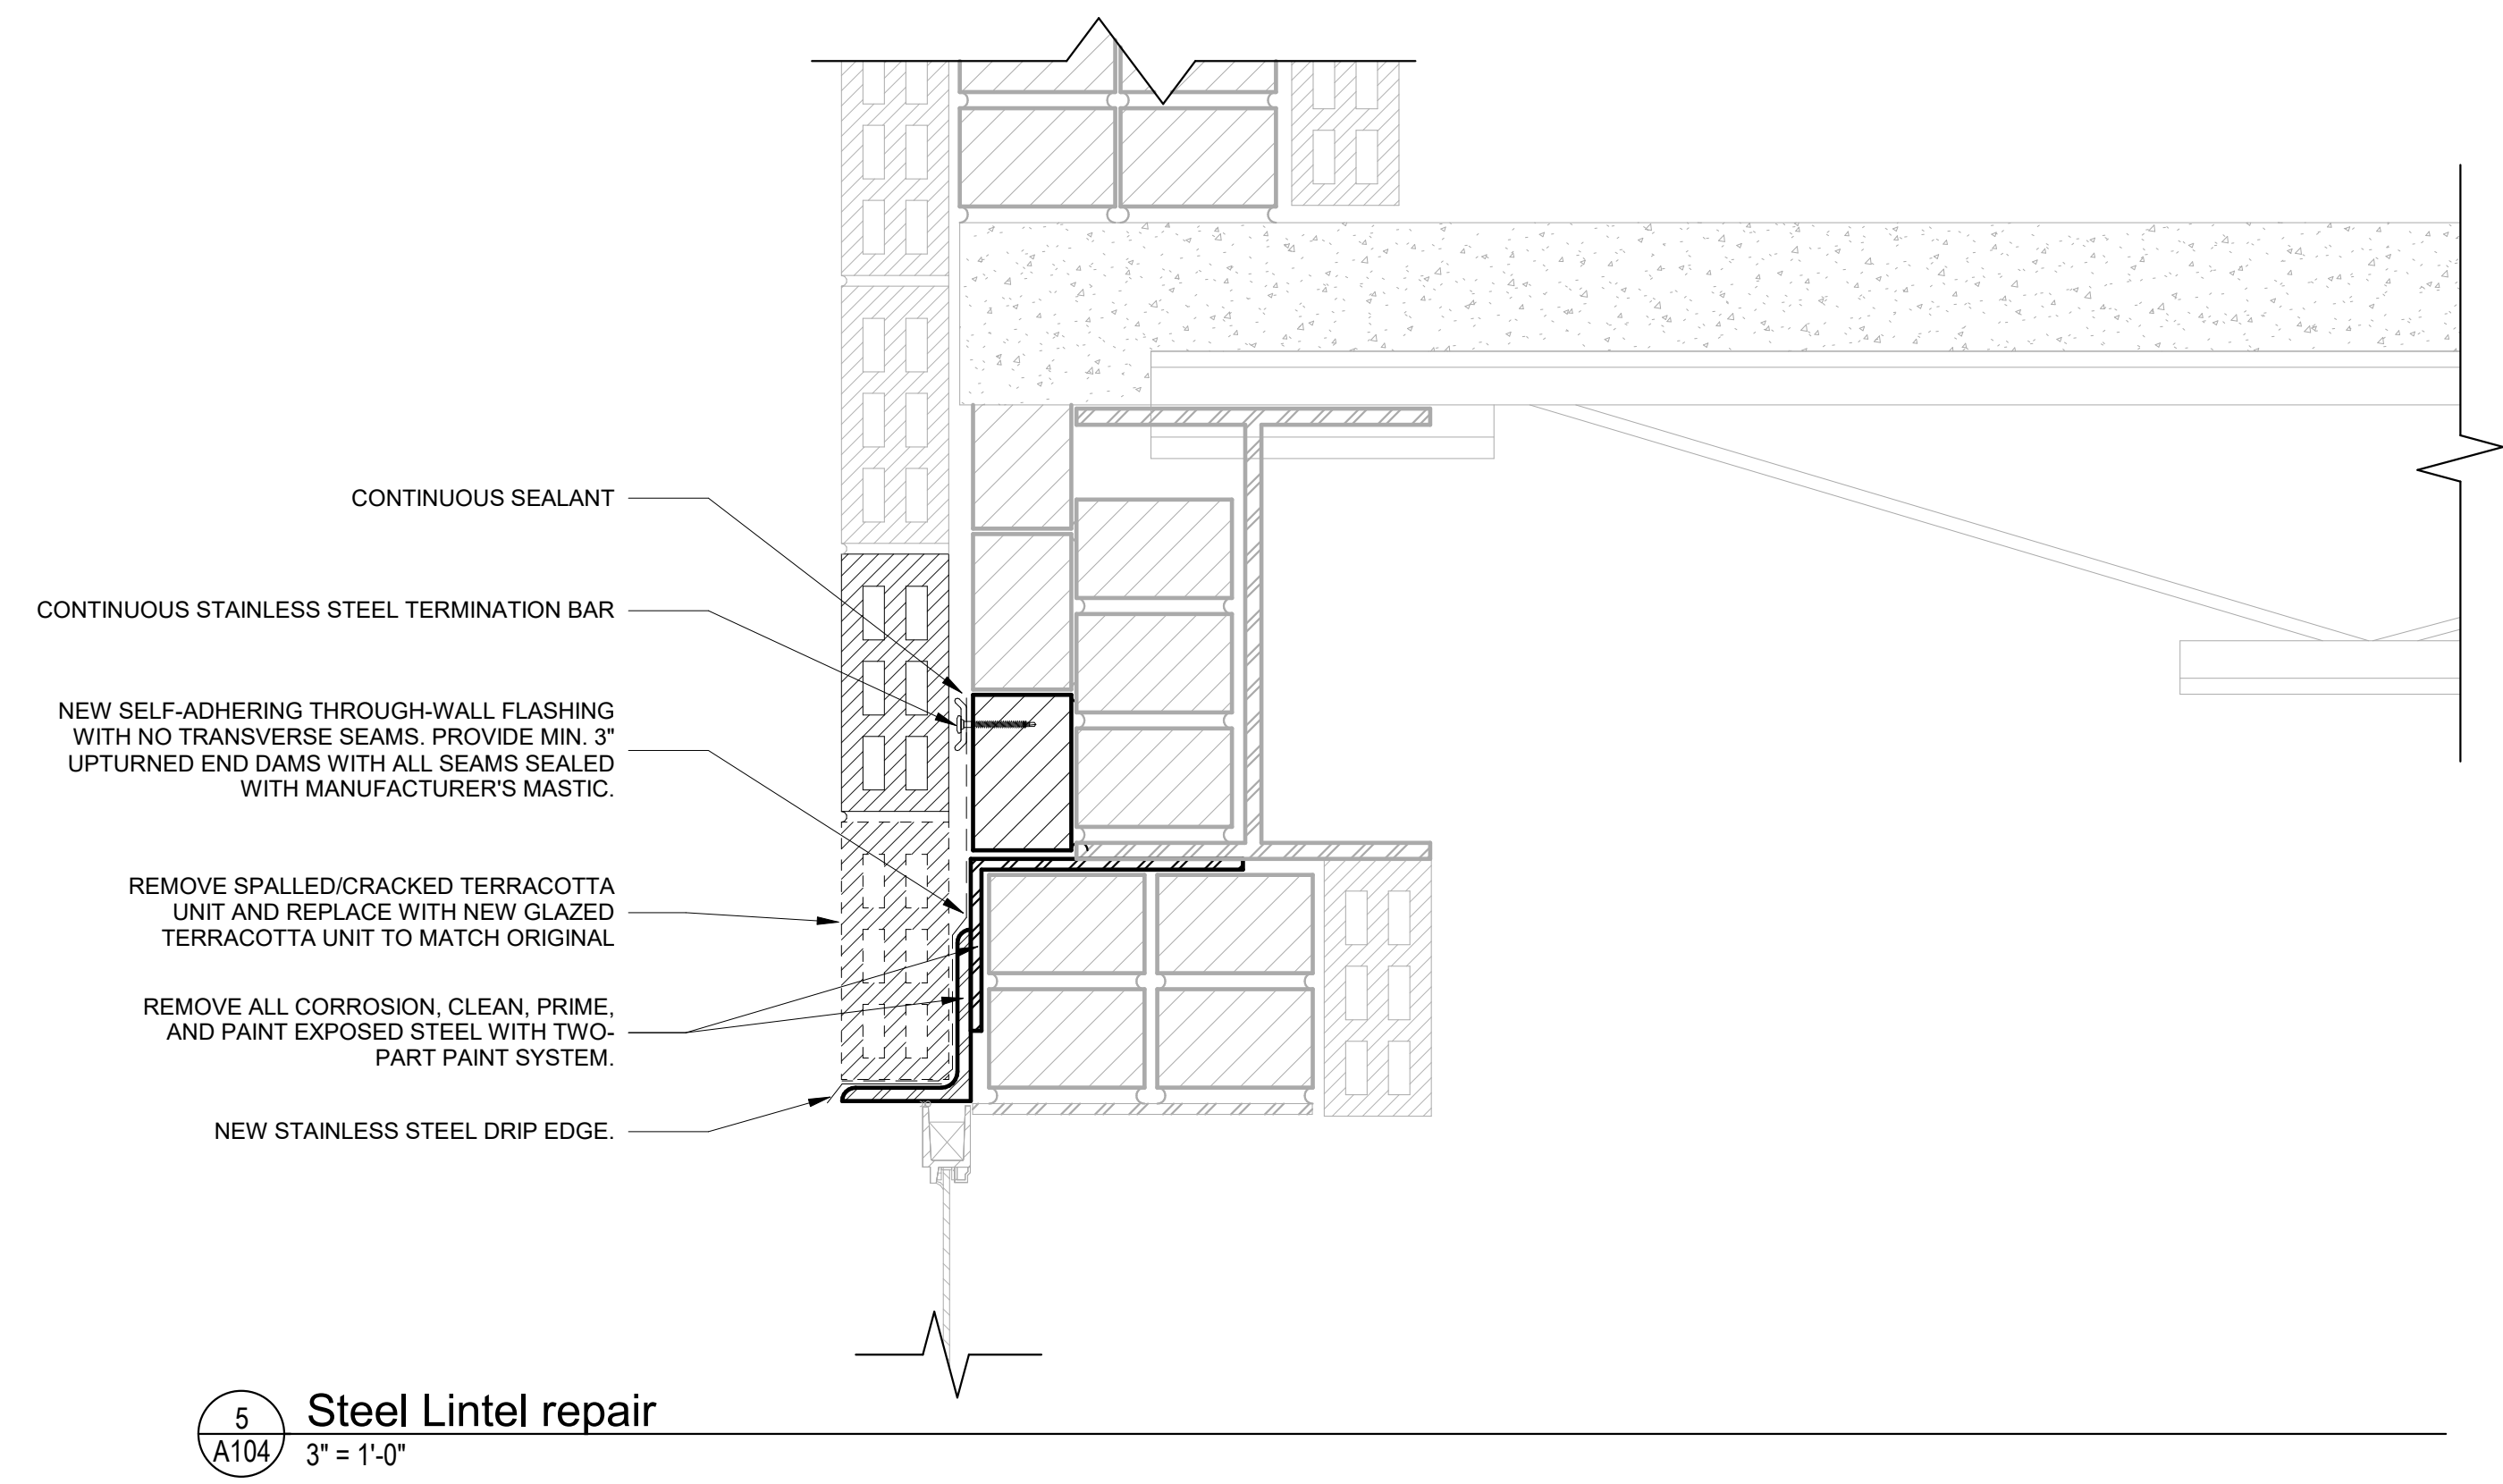 CONTINUOUS SEALANT
CONTINUOUS STAINLESS STEEL TERMINATION BAR
NEW SELF-ADHERING THROUGH-WALL FLASHING
WITH NO TRANSVERSE SEAMS. PROVIDE MIN. 3"
UPTURNED END DAMS WITH ALL SEAMS SEALED
WITH MANUFACTURER'S MASTIC.
REMOVE SPALLED/CRACKED TERRACOTTA
UNIT AND REPLACE WITH NEW GLAZED
TERRACOTTA UNIT TO MATCH ORIGINAL
REMOVE ALL CORROSION, CLEAN, PRIME,
AND PAINT EXPOSED STEEL WITH TWO-
PART PAINT SYSTEM.
NEW STAINLESS STEEL DRIP EDGE.
5
A104
Steel Lintel repair
3" = 1'-0"